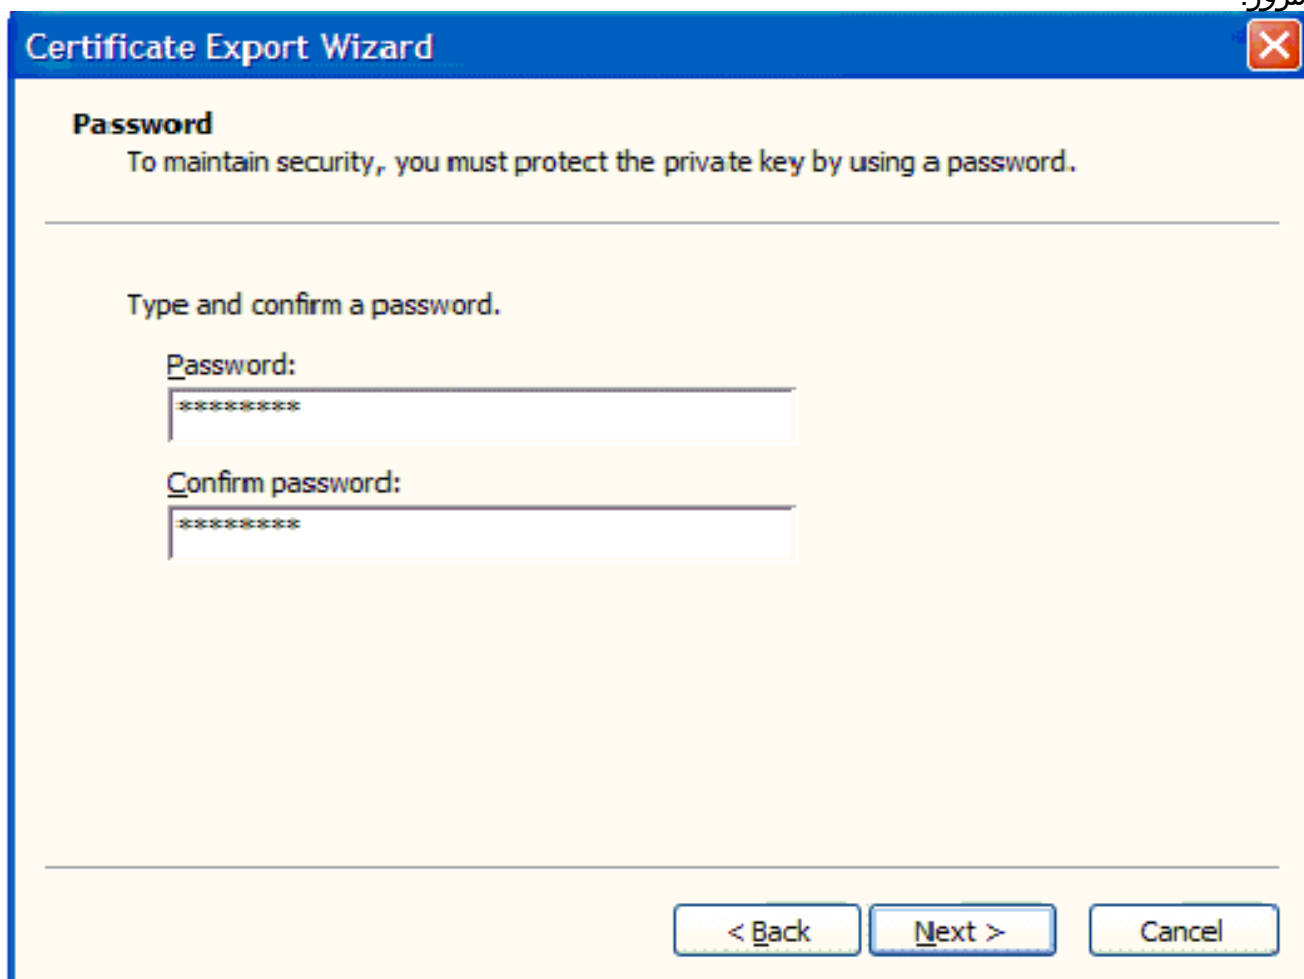 مرور.
Certificate Export Wizard
Password
To maintain security, you must protect the private key by using a password.
Type and confirm a password.
Password:
********
Confirm password:
********
< Back
Next >
Cancel